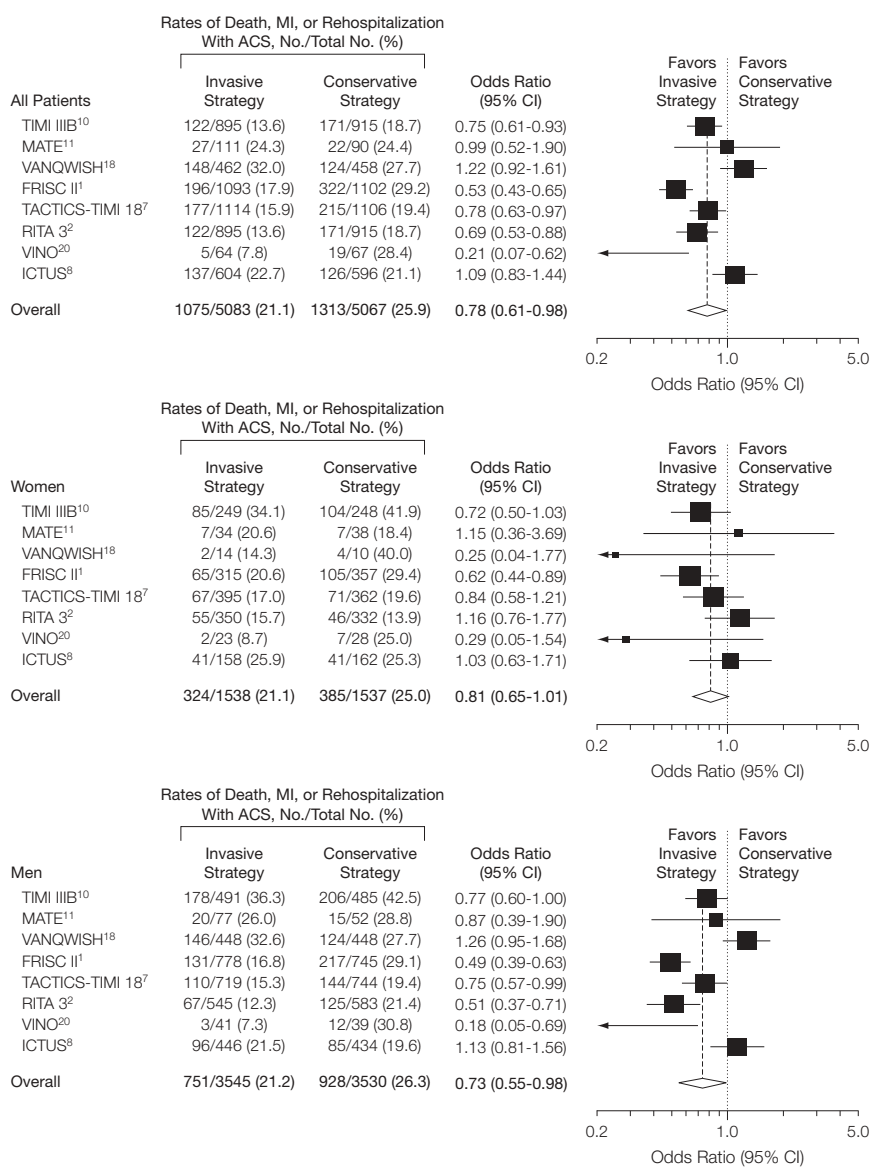 Rates of Death, MI, or Rehospitalization
With ACS, No./Total No. (%)
Favors Favors
Invasive Conservative Odds Ratio Invasive Conservative
All Patients Strategy Strategy (95% CI) Strategy Strategy
TIMI IIIB10 122/895 (13.6) 171/915 (18.7) 0.75 (0.61-0.93)
MATE11 27/111 (24.3) 22/90 (24.4) 0.99 (0.52-1.90)
VANQWISH18 148/462 (32.0) 124/458 (27.7) 1.22 (0.92-1.61)
FRISC II1 196/1093 (17.9) 322/1102 (29.2) 0.53 (0.43-0.65)
TACTICS-TIMI 187 177/1114 (15.9) 215/1106 (19.4) 0.78 (0.63-0.97)
RITA 32 122/895 (13.6) 171/915 (18.7) 0.69 (0.53-0.88)
VINO20 5/64 (7.8) 19/67 (28.4) 0.21 (0.07-0.62)
ICTUS8 137/604 (22.7) 126/596 (21.1) 1.09 (0.83-1.44)
Overall 1075/5083 (21.1) 1313/5067 (25.9) 0.78 (0.61-0.98)
0.2 1.0 5.0
Odds Ratio (95% CI)
Rates of Death, MI, or Rehospitalization
With ACS, No./Total No. (%)
Favors Favors
Invasive Conservative Odds Ratio Invasive Conservative
Women Strategy Strategy (95% CI) Strategy Strategy
TIMI IIIB10 85/249 (34.1) 104/248 (41.9) 0.72 (0.50-1.03)
MATE11 7/34 (20.6) 7/38 (18.4) 1.15 (0.36-3.69)
VANQWISH18 2/14 (14.3) 4/10 (40.0) 0.25 (0.04-1.77)
FRISC II1 65/315 (20.6) 105/357 (29.4) 0.62 (0.44-0.89)
TACTICS-TIMI 187 67/395 (17.0) 71/362 (19.6) 0.84 (0.58-1.21)
RITA 32 55/350 (15.7) 46/332 (13.9) 1.16 (0.76-1.77)
VINO20 2/23 (8.7) 7/28 (25.0) 0.29 (0.05-1.54)
ICTUS8 41/158 (25.9) 41/162 (25.3) 1.03 (0.63-1.71)
Overall 324/1538 (21.1) 385/1537 (25.0) 0.81 (0.65-1.01)
0.2 1.0 5.0
Odds Ratio (95% CI)
Rates of Death, MI, or Rehospitalization
With ACS, No./Total No. (%)
Favors Favors
Invasive Conservative Odds Ratio Invasive Conservative
Men Strategy Strategy (95% CI) Strategy Strategy
TIMI IIIB10 178/491 (36.3) 206/485 (42.5) 0.77 (0.60-1.00)
MATE11 20/77 (26.0) 15/52 (28.8) 0.87 (0.39-1.90)
VANQWISH18 146/448 (32.6) 124/448 (27.7) 1.26 (0.95-1.68)
FRISC II1 131/778 (16.8) 217/745 (29.1) 0.49 (0.39-0.63)
TACTICS-TIMI 187 110/719 (15.3) 144/744 (19.4) 0.75 (0.57-0.99)
RITA 32 67/545 (12.3) 125/583 (21.4) 0.51 (0.37-0.71)
VINO20 3/41 (7.3) 12/39 (30.8) 0.18 (0.05-0.69)
ICTUS8 96/446 (21.5) 85/434 (19.6) 1.13 (0.81-1.56)
Overall 751/3545 (21.2) 928/3530 (26.3) 0.73 (0.55-0.98)
0.2 1.0 5.0
Odds Ratio (95% CI)